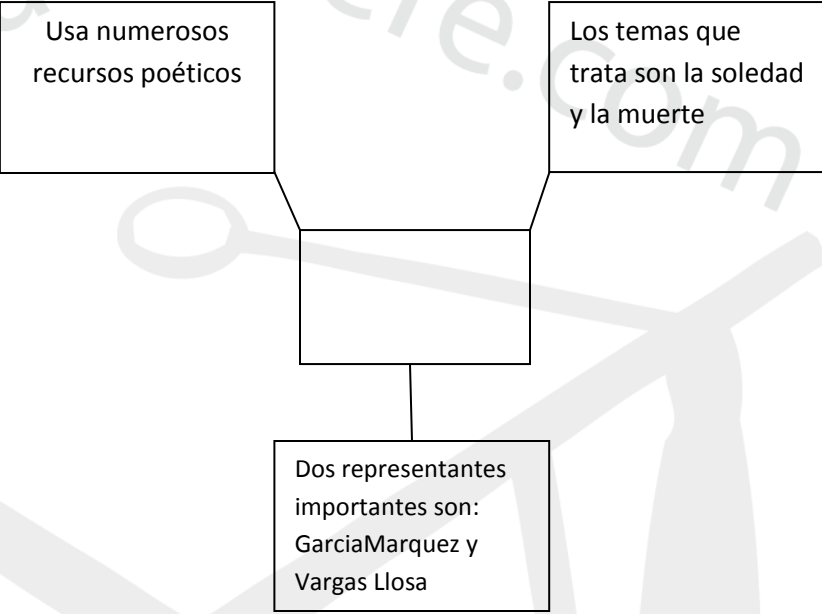 Usa numerosos
recursos poéticos
Los temas que
trata son la soledad
y la muerte
Dos representantes
importantes son:
GarciaMarquez y
Vargas Llosa